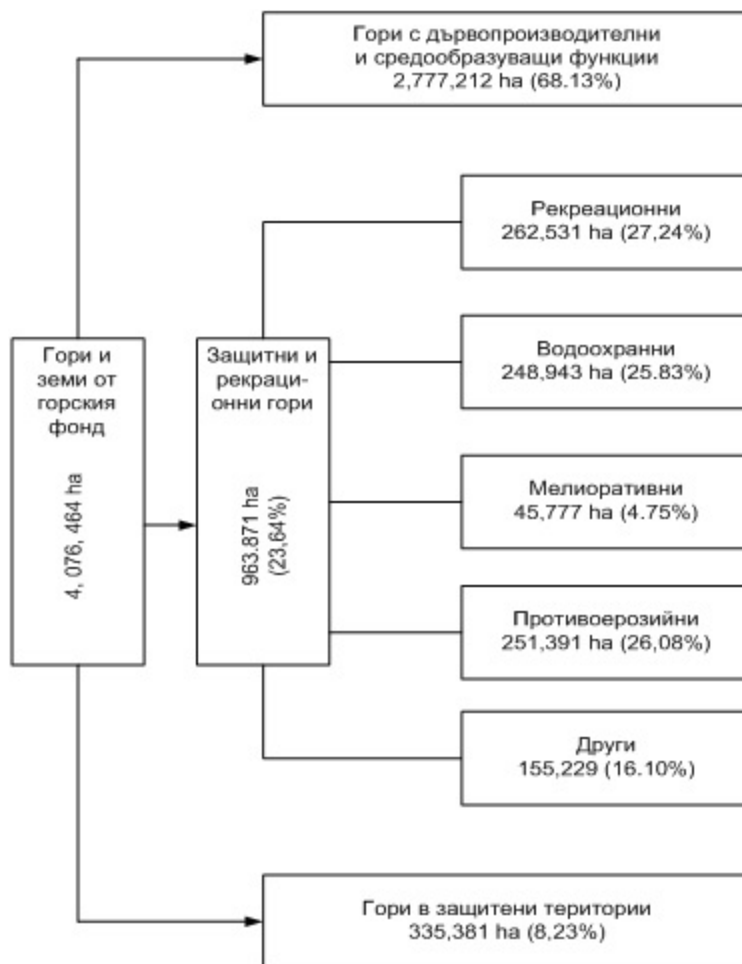 Гори с дървопроизводителни
и средообразуващи функции
2,777,212 ha (68.13%)
Рекреационни
262,531 ha (27,24%)
Водоохранни
248,943 ha (25.83%)
Гори и
земи от
горския
фонд
4, 076, 464 ha
Защитни и
рекраци-
онни гори
963.871 ha
(23,64%)
Мелиоративни
45,777 ha (4.75%)
Противоерозийни
251,391 ha (26,08%)
Други
155,229 (16.10%)
Гори в защитени територии
335,381 ha (8,23%)